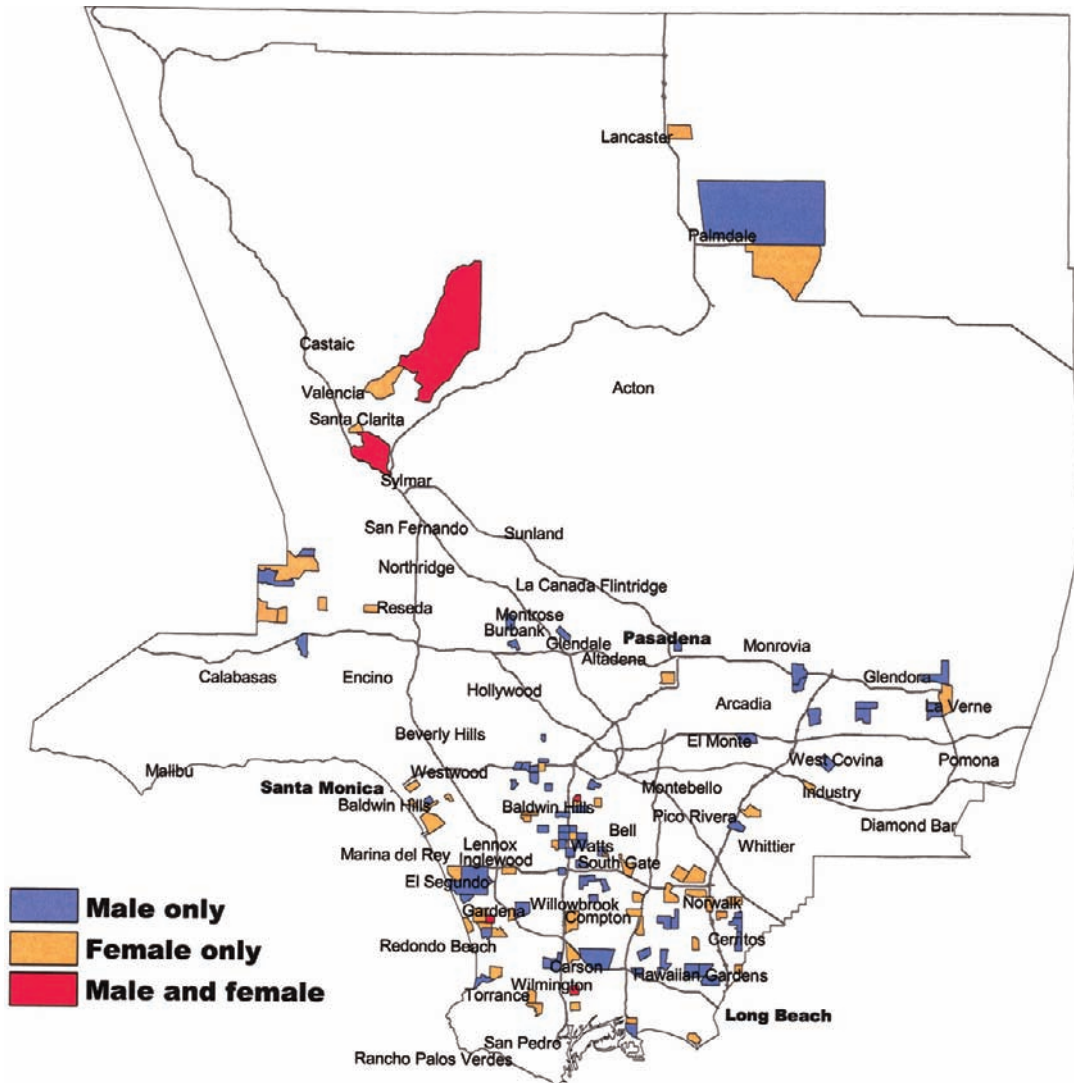 Lancaster
Palmdale
Castaic
Acton
Valencia
Santa Clarita
Sylmar
San Fernando
Sunland
Northridge
La Canada Flintridge
Reseda
Montrose
Burbank
Glendale
Pasadena
Altadena
Monrovia
Calabasas
Encino
Hollywood
Glendora
Arcadia
La Verne
Beverly Hills
El Monte
Malibu
Westwood
West Covina
Pomona
Santa Monica
Montebello
Industry
Baldwin Hills
Baldwin Hills
Pico Rivera
Diamond Bar
Bell
Marina del Rey
Lennox
Watts
Whittier
Inglewood
South Gate
El Segundo
Male only
Gardena
Willowbrook
Compton
Norwalk
Female only
Redondo Beach
Cerritos
Male and female
Carson
Hawaiian Gardens
Torrance
Wilmington
Long Beach
San Pedro
Rancho Palos Verdes